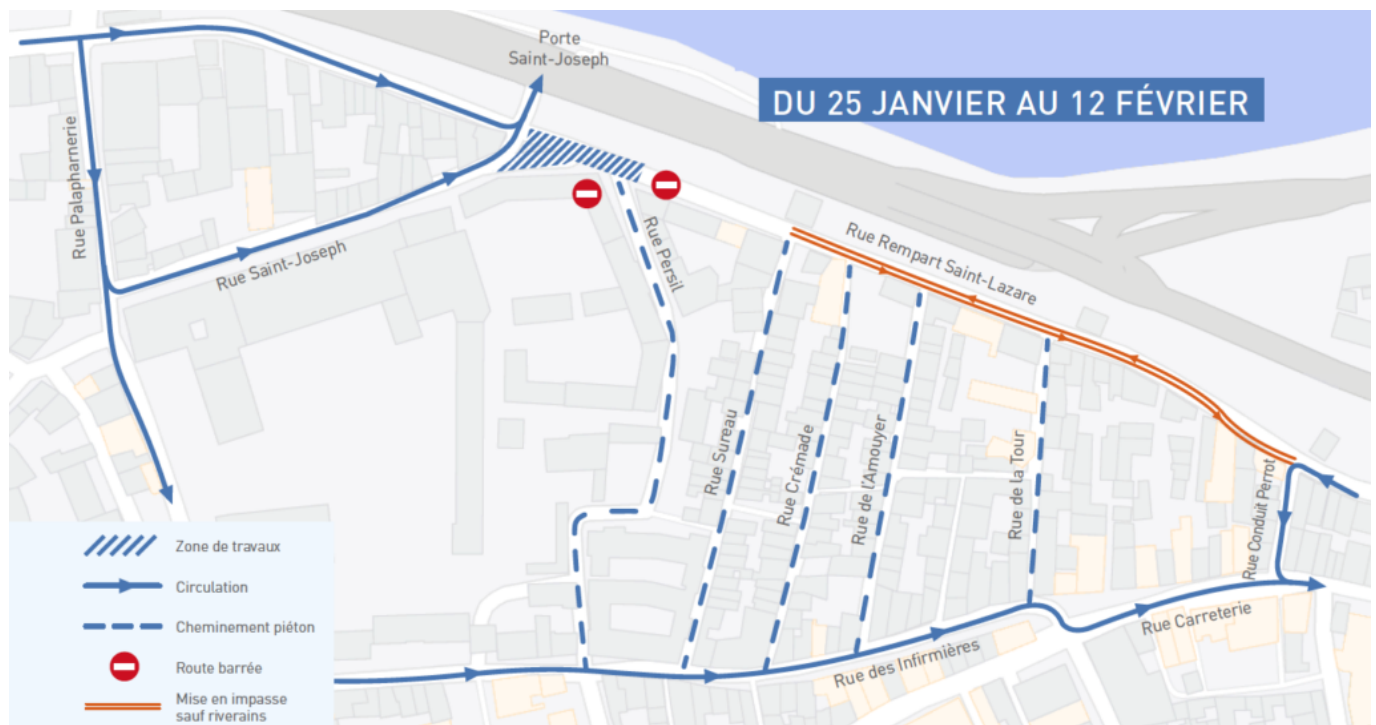 Porte
Saint-Joseph
DU 25 JANVIER AU 12 FÉVRIER
Rue Palapharnerie
Rue Saint-Joseph
Rue Persil
Rue Rempart Saint-Lazare
Rue Sureau
Rue Crémade
Rue de l'Amouyer
Rue de la Tour
Rue Conduit Perrot
Rue Carreterie
Rue des Infirmières
Zone de travaux
Circulation
Cheminement piéton
Route barrée
Mise en impasse
sauf riverains